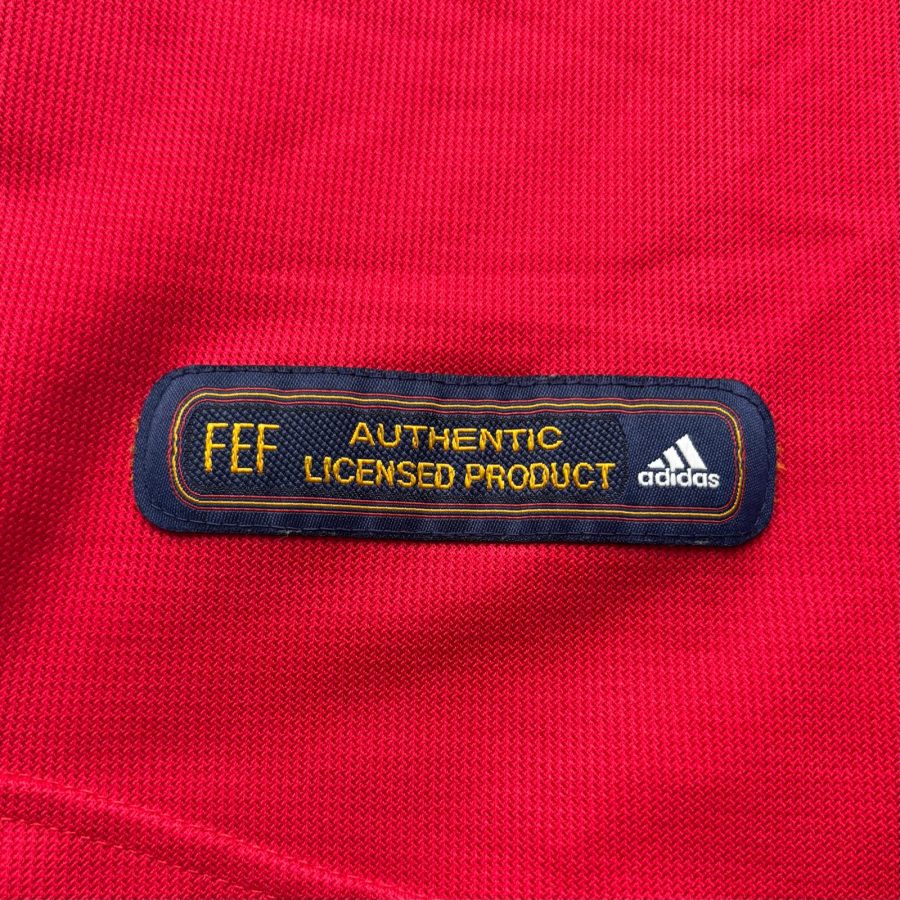 FEF
AUTHENTIC
LICENSED PRODUCT
adidas